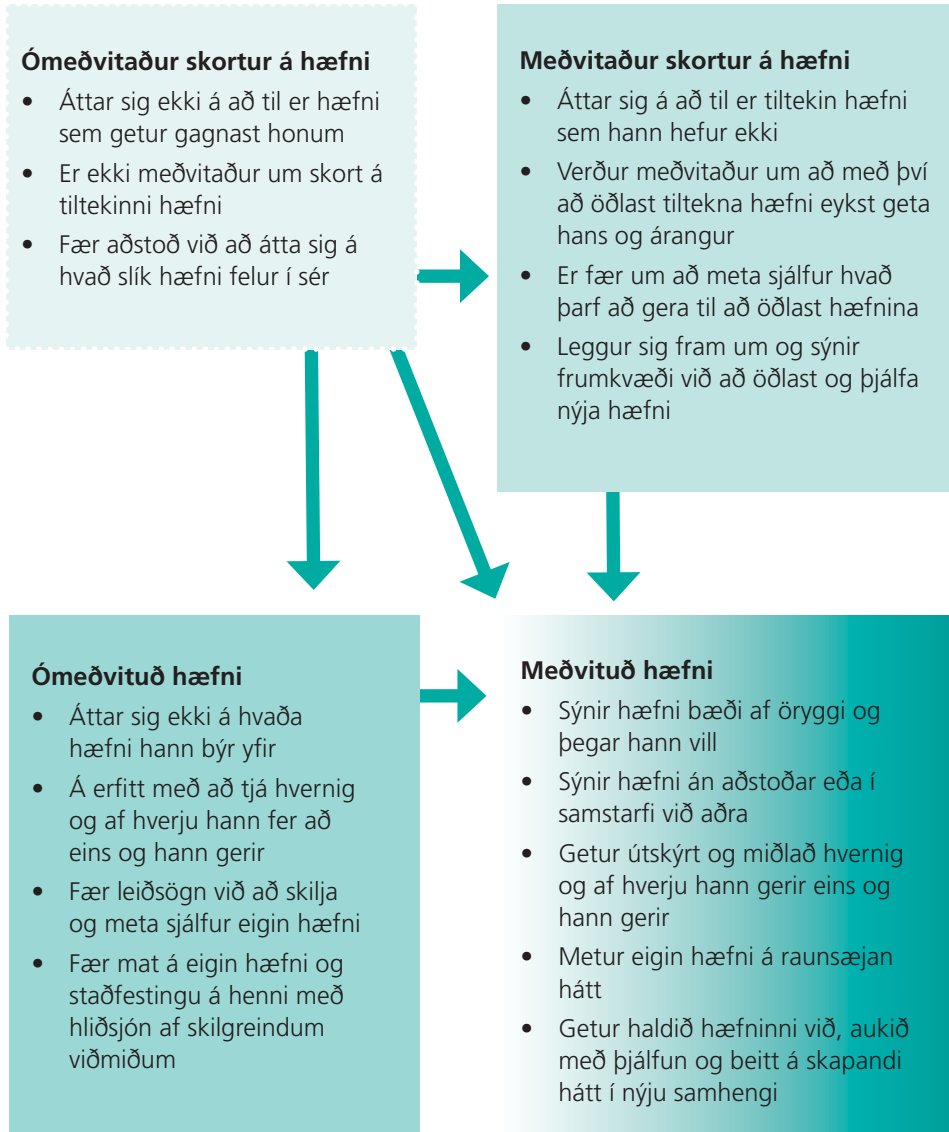 Ómeðvitaður skortur á hæfni
• Áttar sig ekki á að til er hæfni
sem getur gagnast honum
• Er ekki meðvitaður um skort á
tiltekinni hæfni
• Fær aðstoð við að átta sig á
hvað slík hæfni felur í sér
Meðvitaður skortur á hæfni
• Áttar sig á að til er tiltekin hæfni
sem hann hefur ekki
• Verður meðvitaður um að með því
að öðlast tiltekna hæfni eykst geta
hans og árangur
• Er fær um að meta sjálfur hvað
þarf að gera til að öðlast hæfnina
• Leggur sig fram um og sýnir
frumkvæði við að öðlast og þjálfa
nýja hæfni
Ómeðvituð hæfni
• Áttar sig ekki á hvaða
hæfni hann býr yfir
• Á erfitt með að tjá hvernig
og af hverju hann fer að
eins og hann gerir
• Fær leiðsögn við að skilja
og meta sjálfur eigin hæfni
• Fær mat á eigin hæfni og
staðfestingu á henni með
hliðsjón af skilgreindum
viðmiðum
Meðvituð hæfni
• Sýnir hæfni bæði af öryggi og
þegar hann vill
• Sýnir hæfni án aðstoðar eða í
samstarfi við aðra
• Getur útskýrt og miðlað hvernig
og af hverju hann gerir eins og
hann gerir
• Metur eigin hæfni á raunsæjan
hátt
• Getur haldið hæfninni við, aukið
með þjálfun og beitt á skapandi
hátt í nýju samhengi